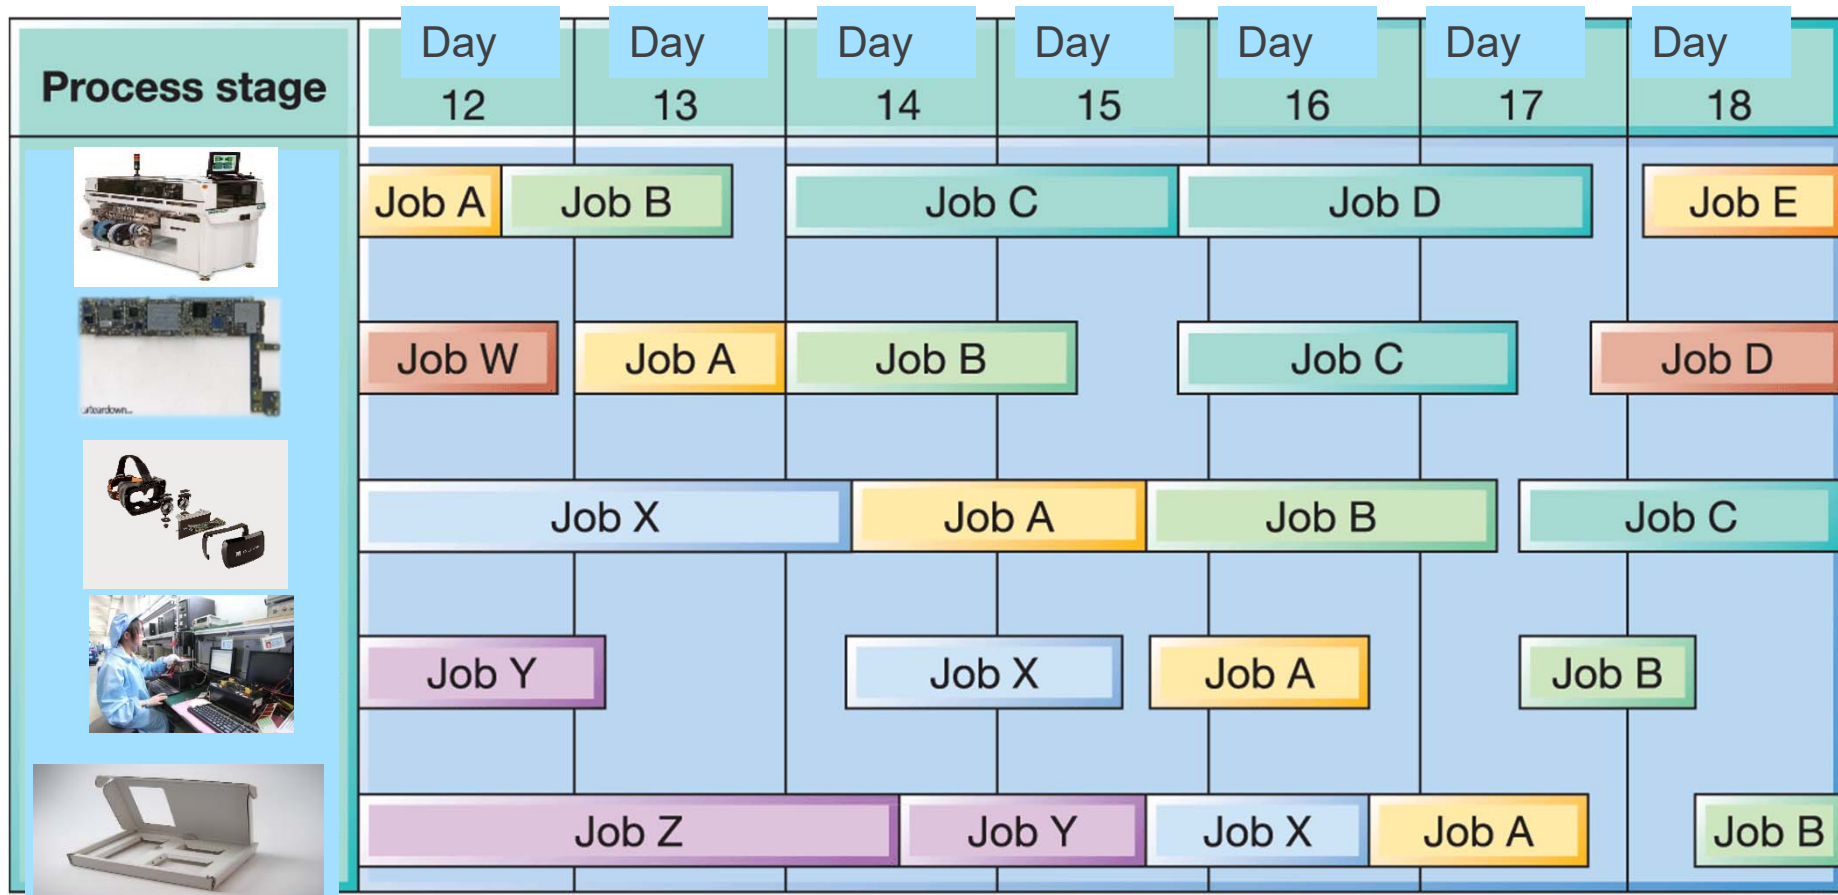 Process stage
Day Day Day Day Day Day Day
12 13 14 15 16 17 18
Job A Job B Job C Job D Job E
Job W Job A Job B Job C Job D
Job X Job A Job B Job C
Job Y Job X Job A Job B
Job Z Job Y Job X Job A Job B